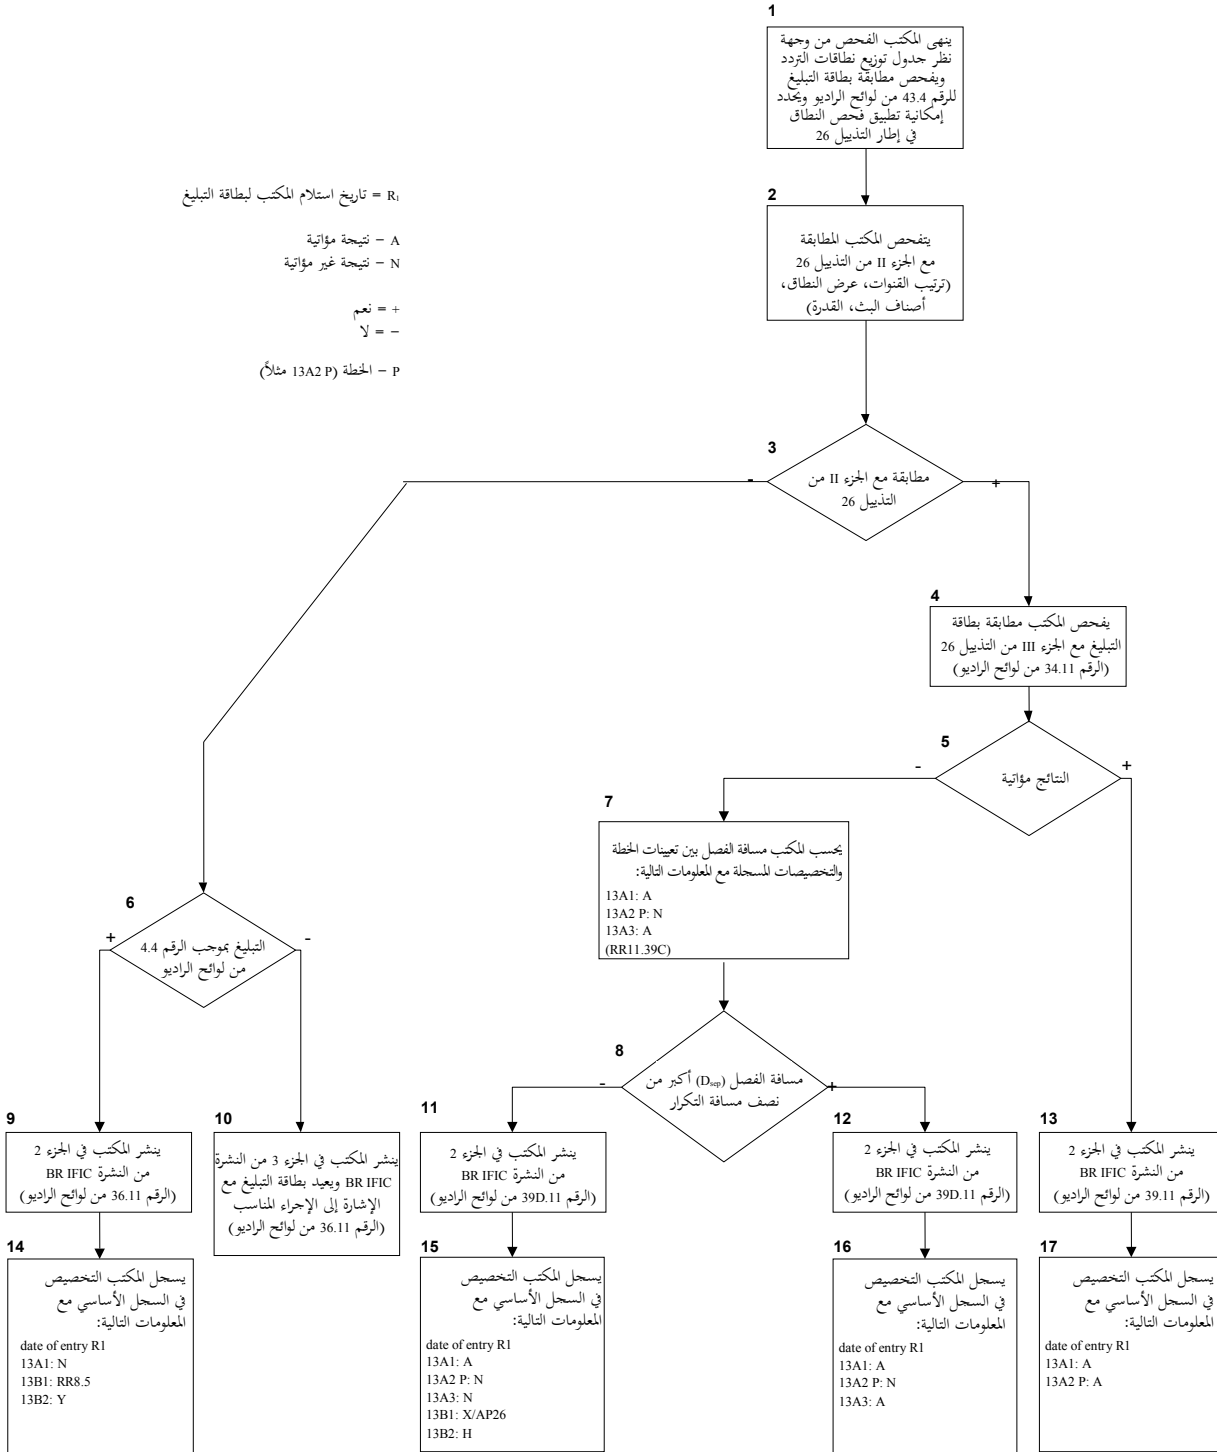 1
ينهى المكتب الفحص من وجهة
نظر جدول توزيع نطاقات التردد
ويفحص مطابقة بطاقة التبليغ
للرقم 43.4 من لوائح الراديو ويحدد
إمكانية تطبيق فحص النطاق
في إطار التذييل 26
R1 = تاريخ استلام المكتب لبطاقة التبليغ
A – نتيجة مؤاتية
N – نتيجة غير مؤاتية
+ = نعم
– = لا
P – الخطة (13A2 P مثلاً)
2
يتفحص المكتب المطابقة
مع الجزء II من التذييل 26
(ترتيب القنوات، عرض النطاق،
أصناف البث، القدرة)
3
مطابقة مع الجزء II من
التذييل 26
-
+
4
يفحص المكتب مطابقة بطاقة
التبليغ مع الجزء III من التذييل 26
(الرقم 34.11 من لوائح الراديو)
5
النتائج مؤاتية
-
+
7
يحسب المكتب مسافة الفصل بين تعيينات الخطة
والتخصيصات المسجلة مع المعلومات التالية:
13A1: A
13A2 P: N
13A3: A
(RR11.39C)
6
التبليغ بموجب الرقم 4.4
من لوائح الراديو
+
-
8
مسافة الفصل (Dsep) أكبر من
نصف مسافة التكرار
-
+
9
ينشر المكتب في الجزء 2
من النشرة BR IFIC
(الرقم 36.11 من لوائح الراديو)
10
ينشر المكتب في الجزء 3 من النشرة
BR IFIC ويعيد بطاقة التبليغ مع
الإشارة إلى الإجراء المناسب
(الرقم 36.11 من لوائح الراديو)
11
ينشر المكتب في الجزء 2
من النشرة BR IFIC
(الرقم 39D.11 من لوائح الراديو)
12
ينشر المكتب في الجزء 2
من النشرة BR IFIC
(الرقم 39D.11 من لوائح الراديو)
13
ينشر المكتب في الجزء 2
من النشرة BR IFIC
(الرقم 39.11 من لوائح الراديو)
14
يسجل المكتب التخصيص
في السجل الأساسي مع
المعلومات التالية:
date of entry R1
13A1: N
13B1: RR8.5
13B2: Y
15
يسجل المكتب التخصيص
في السجل الأساسي مع
المعلومات التالية:
date of entry R1
13A1: A
13A2 P: N
13A3: N
13B1: X/AP26
13B2: H
16
يسجل المكتب التخصيص
في السجل الأساسي مع
المعلومات التالية:
date of entry R1
13A1: A
13A2 P: N
13A3: A
17
يسجل المكتب التخصيص
في السجل الأساسي مع
المعلومات التالية:
date of entry R1
13A1: A
13A2 P: A